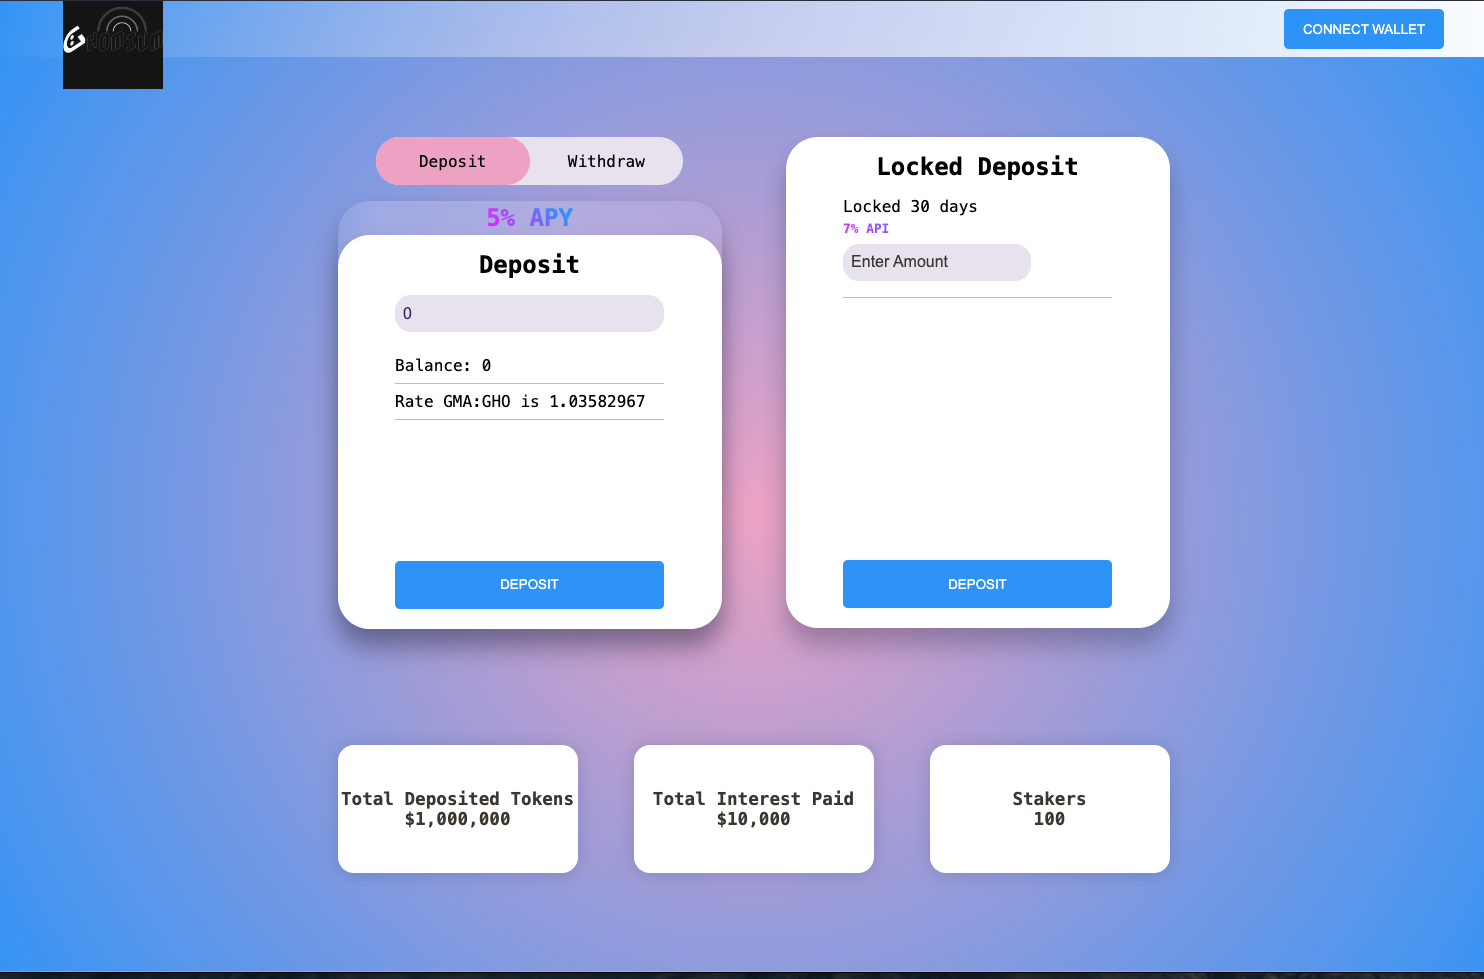 CONNECT WALLET
Deposit
Withdraw
5% APY
Deposit
0
Balance: 0
Rate GMA:GHO is 1.03582967
DEPOSIT
Locked Deposit
Locked 30 days
7% API
Enter Amount
DEPOSIT
Total Deposited Tokens
$1,000,000
Total Interest Paid
$10,000
Stakers
100